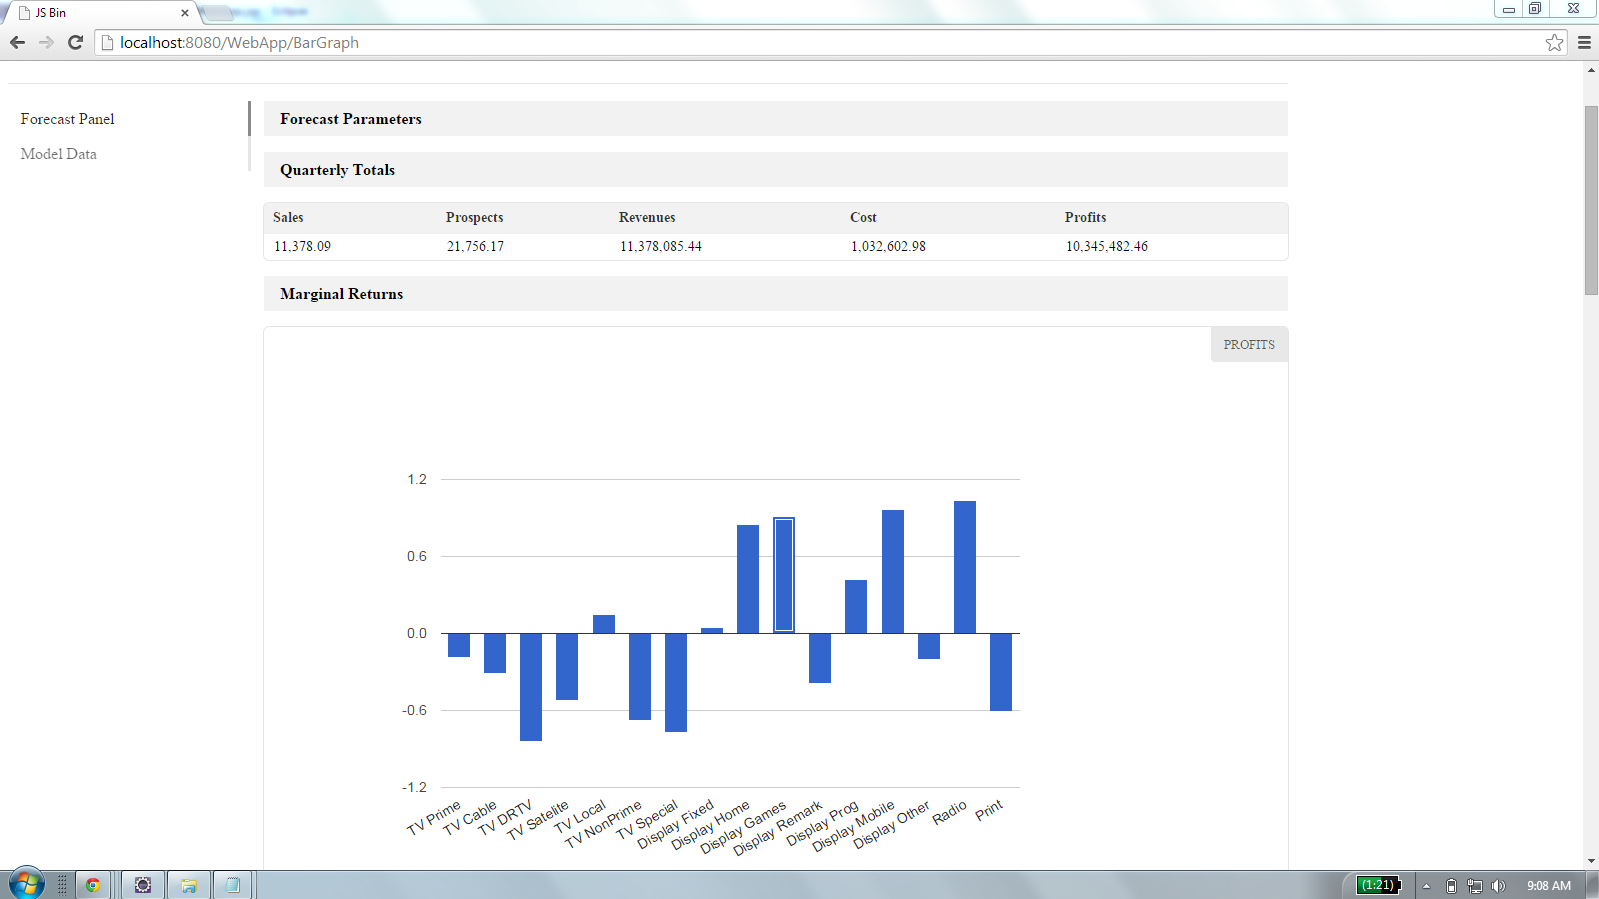 JS Bin
localhost:8080/WebApp/BarGraph
Forecast Panel
Model Data
Forecast Parameters
Quarterly Totals
Sales Prospects Revenues Cost Profits
11,378.09 21,756.17 11,378,085.44 1,032,602.98 10,345,482.46
Marginal Returns
PROFITS
1.2
0.6
0.0
-0.6
-1.2
TV Prime
TV Cable
TV DRTV
TV Satelite
TV Local
TV NonPrime
TV Special
Display Fixed
Display Home
Display Games
Display Remark
Display Prog
Display Mobile
Display Other
Radio
Print
(1:21)
9:08 AM